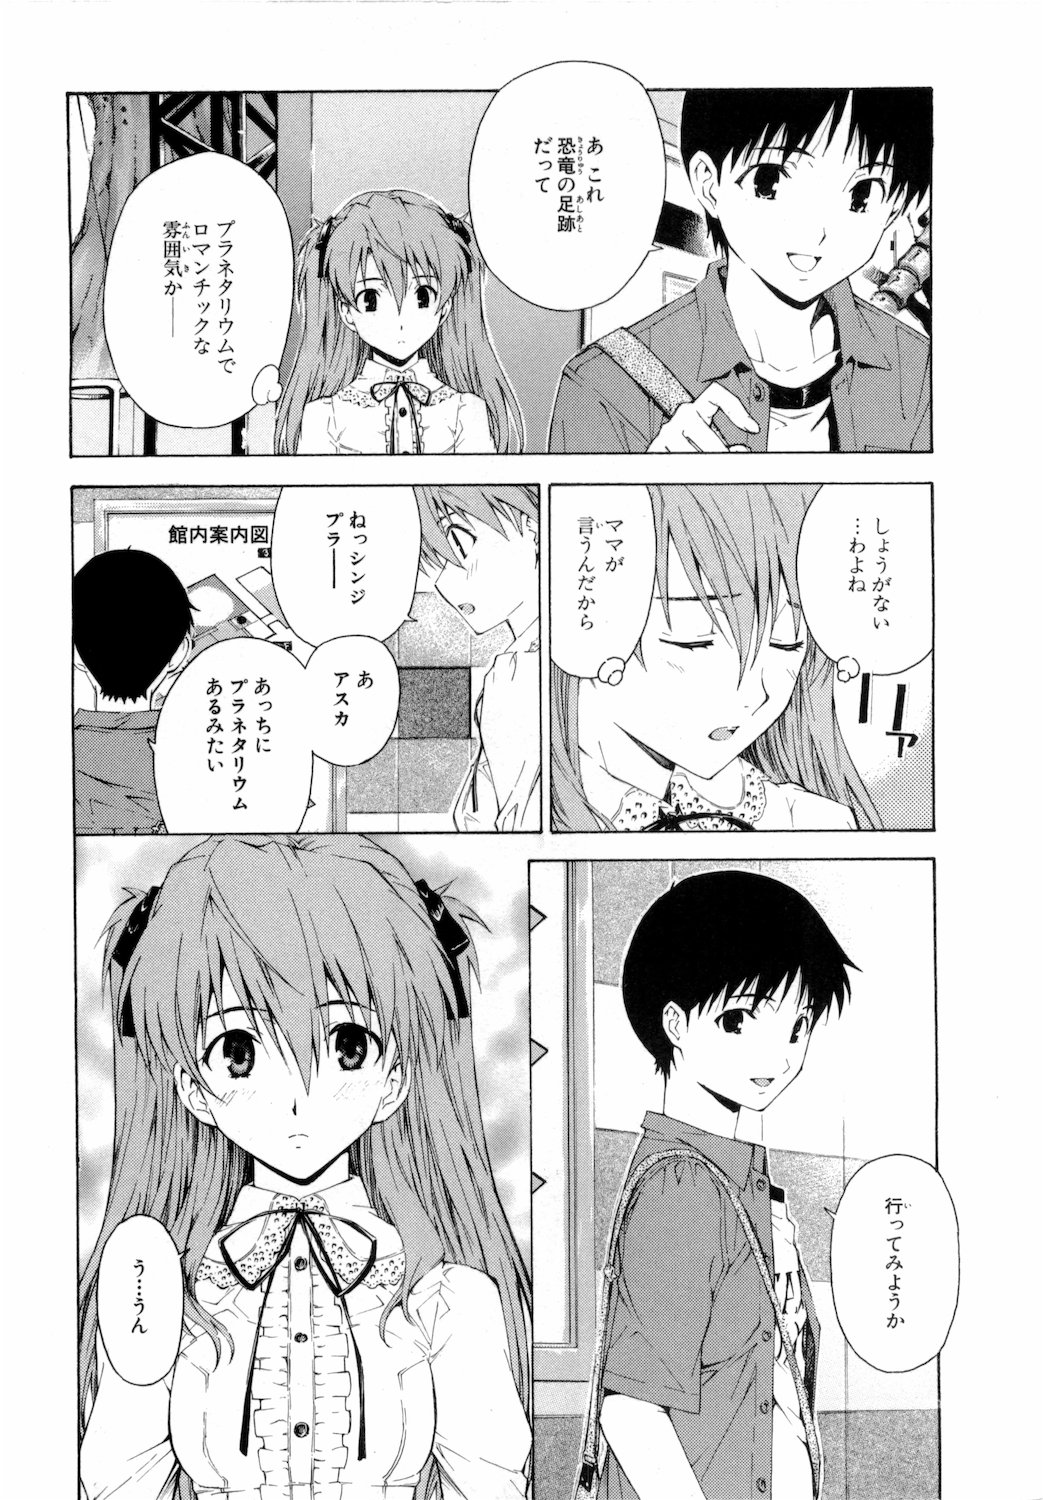 あ これ
恐竜の足跡
だって
プラネタリウムで
ロマンチックな
雰囲気か――
しょうがない
…わよね
ママが
言うんだから
ハァ
ねっシンジ
プラ――
館内案内図
あ
アスカ
あっちに
プラネタリウム
あるみたい
行ってみようか
う…うん